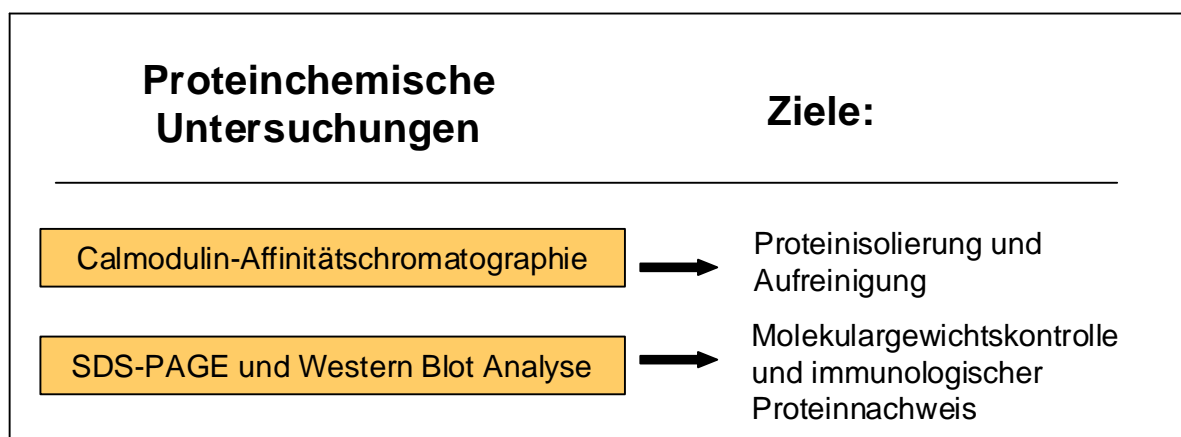 Proteinchemische
Untersuchungen
Ziele:
Calmodulin-Affinitätschromatographie
Proteinisolierung und
Aufreinigung
SDS-PAGE und Western Blot Analyse
Molekulargewichtskontrolle
und immunologischer
Proteinnachweis